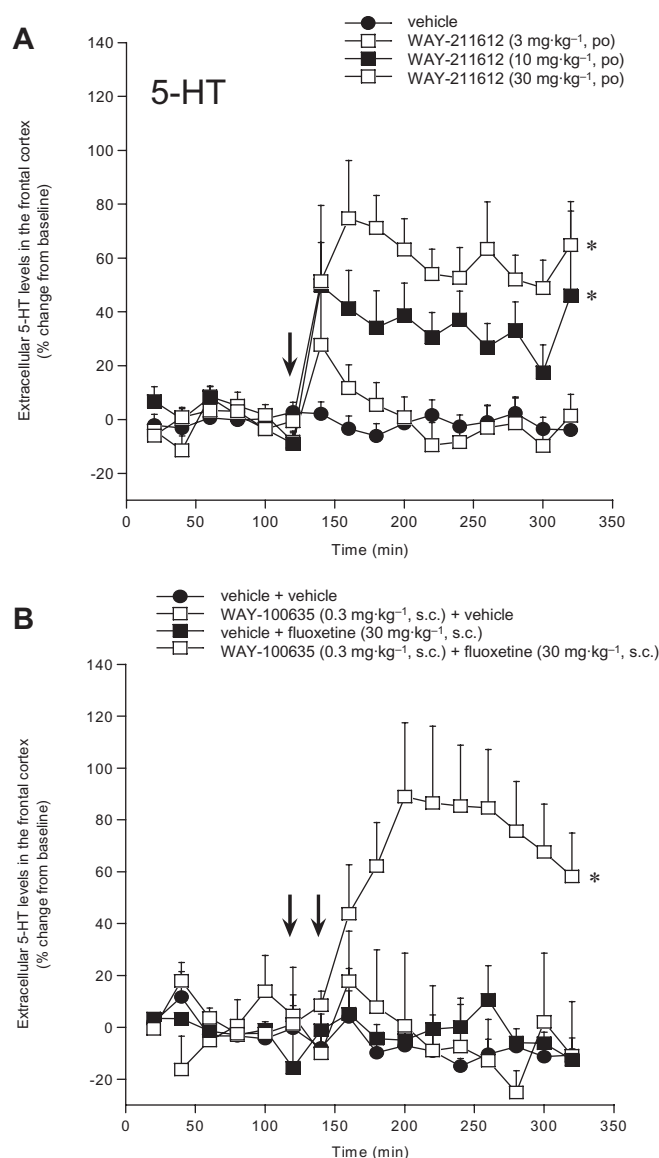 A
vehicle
WAY-211612 (3 mg·kg⁻¹, po)
WAY-211612 (10 mg·kg⁻¹, po)
WAY-211612 (30 mg·kg⁻¹, po)
5-HT
Extracellular 5-HT levels in the frontal cortex
(% change from baseline)
140
120
100
80
60
40
20
0
-20
*
*
0 50 100 150 200 250 300 350
Time (min)
B
vehicle + vehicle
WAY-100635 (0.3 mg·kg⁻¹, s.c.) + vehicle
vehicle + fluoxetine (30 mg·kg⁻¹, s.c.)
WAY-100635 (0.3 mg·kg⁻¹, s.c.) + fluoxetine (30 mg·kg⁻¹, s.c.)
Extracellular 5-HT levels in the frontal cortex
(% change from baseline)
140
120
100
80
60
40
20
0
-20
*
0 50 100 150 200 250 300 350
Time (min)